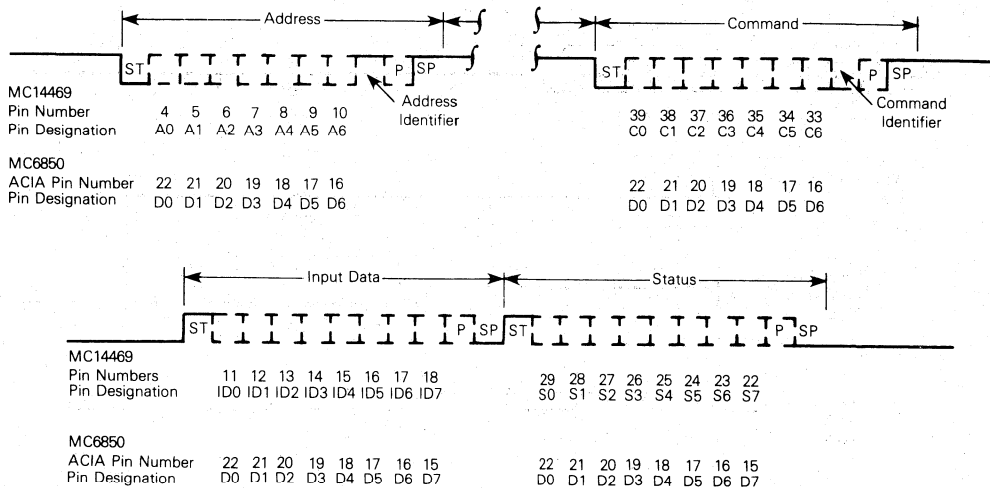 Address
Command
ST P SP
ST P SP
Address
Identifier
Command
Identifier
MC14469
Pin Number 4 5 6 7 8 9 10 39 38 37 36 35 34 33
Pin Designation A0 A1 A2 A3 A4 A5 A6 C0 C1 C2 C3 C4 C5 C6
MC6850
ACIA Pin Number 22 21 20 19 18 17 16 22 21 20 19 18 17 16
Pin Designation D0 D1 D2 D3 D4 D5 D6 D0 D1 D2 D3 D4 D5 D6
Input Data
Status
ST P SP ST P SP
MC14469
Pin Numbers 11 12 13 14 15 16 17 18 29 28 27 26 25 24 23 22
Pin Designation ID0 ID1 ID2 ID3 ID4 ID5 ID6 ID7 S0 S1 S2 S3 S4 S5 S6 S7
MC6850
ACIA Pin Number 22 21 20 19 18 17 16 15 22 21 20 19 18 17 16 15
Pin Designation D0 D1 D2 D3 D4 D5 D6 D7 D0 D1 D2 D3 D4 D5 D6 D7